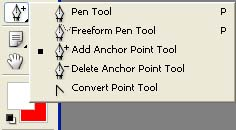 Pen Tool P
Freeform Pen Tool P
Add Anchor Point Tool
Delete Anchor Point Tool
Convert Point Tool